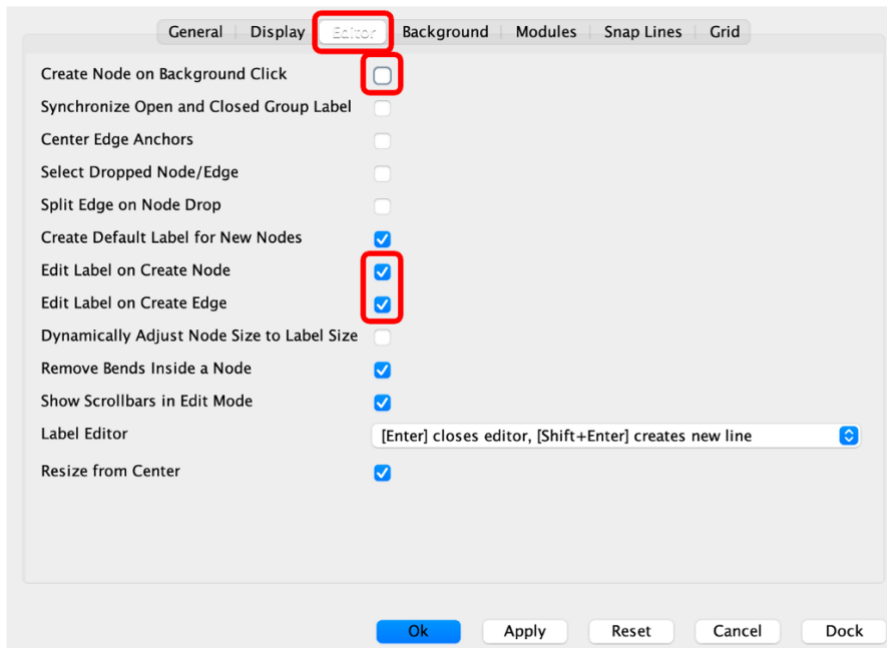 General Display Editor Background Modules Snap Lines Grid
Create Node on Background Click
Synchronize Open and Closed Group Label
Center Edge Anchors
Select Dropped Node/Edge
Split Edge on Node Drop
Create Default Label for New Nodes
Edit Label on Create Node
Edit Label on Create Edge
Dynamically Adjust Node Size to Label Size
Remove Bends Inside a Node
Show Scrollbars in Edit Mode
Label Editor [Enter] closes editor, [Shift+Enter] creates new line
Resize from Center
Ok Apply Reset Cancel Dock